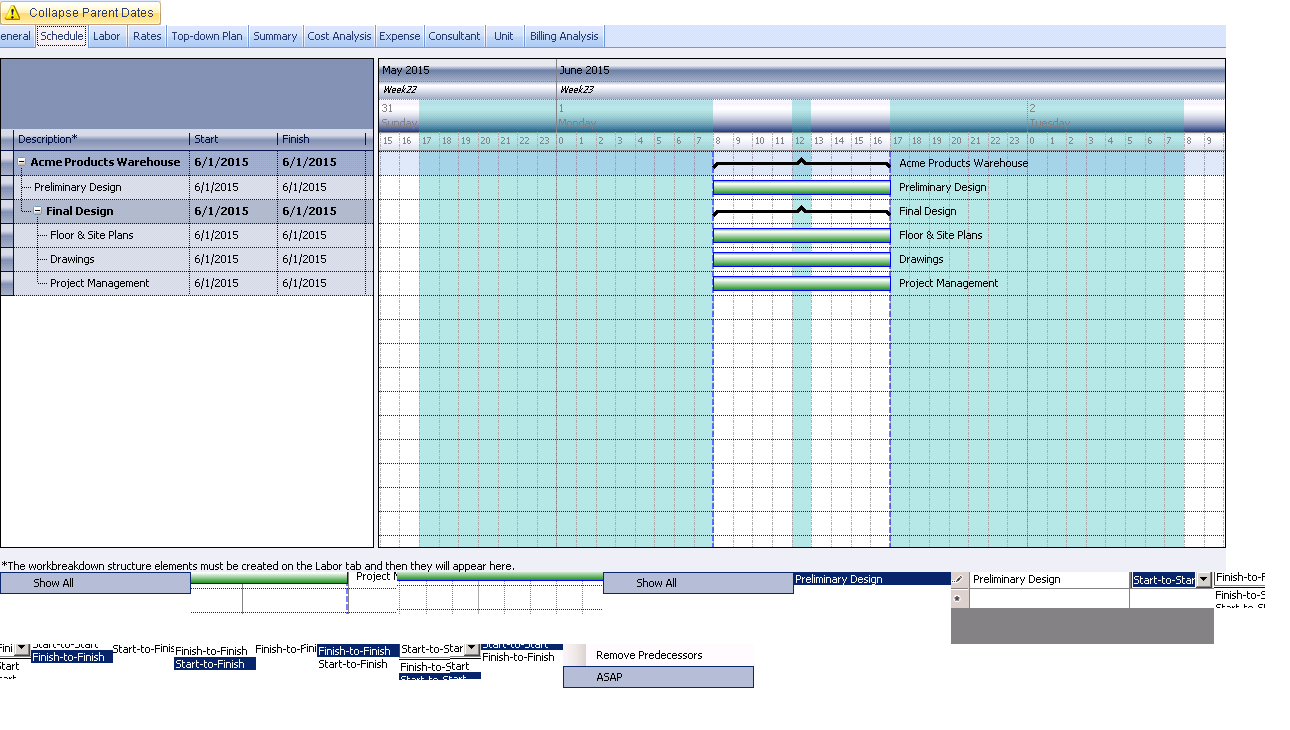 Collapse Parent Dates
eneral Schedule Labor Rates Top-down Plan Summary Cost Analysis Expense Consultant Unit Billing Analysis
May 2015 June 2015
Week22 Week23
31 1 2
Sunday Monday Tuesday
Description* Start Finish
15 16 17 18 19 20 21 22 23 0 1 2 3 4 5 6 7 8 9 10 11 12 13 14 15 16 17 18 19 20 21 22 23 0 1 2 3 4 5 6 7 8 9
Acme Products Warehouse 6/1/2015 6/1/2015 Acme Products Warehouse
Preliminary Design 6/1/2015 6/1/2015 Preliminary Design
Final Design 6/1/2015 6/1/2015 Final Design
Floor & Site Plans 6/1/2015 6/1/2015 Floor & Site Plans
Drawings 6/1/2015 6/1/2015 Drawings
Project Management 6/1/2015 6/1/2015 Project Management
*The workbreakdown structure elements must be created on the Labor tab and then they will appear here.
Show All Project M Show All Preliminary Design Preliminary Design Start-to-Star Finish-to-F
Finish-to-S
Start-to-S
Fini Start-to-Start Start-to-Finis Finish-to-Finish Finish-to-Fini Finish-to-Finish Start-to-Star Start-to-Start Remove Predecessors
Start Finish-to-Finish Start-to-Finish Start-to-Finish Finish-to-Start Finish-to-Finish
Start-to-Start ASAP